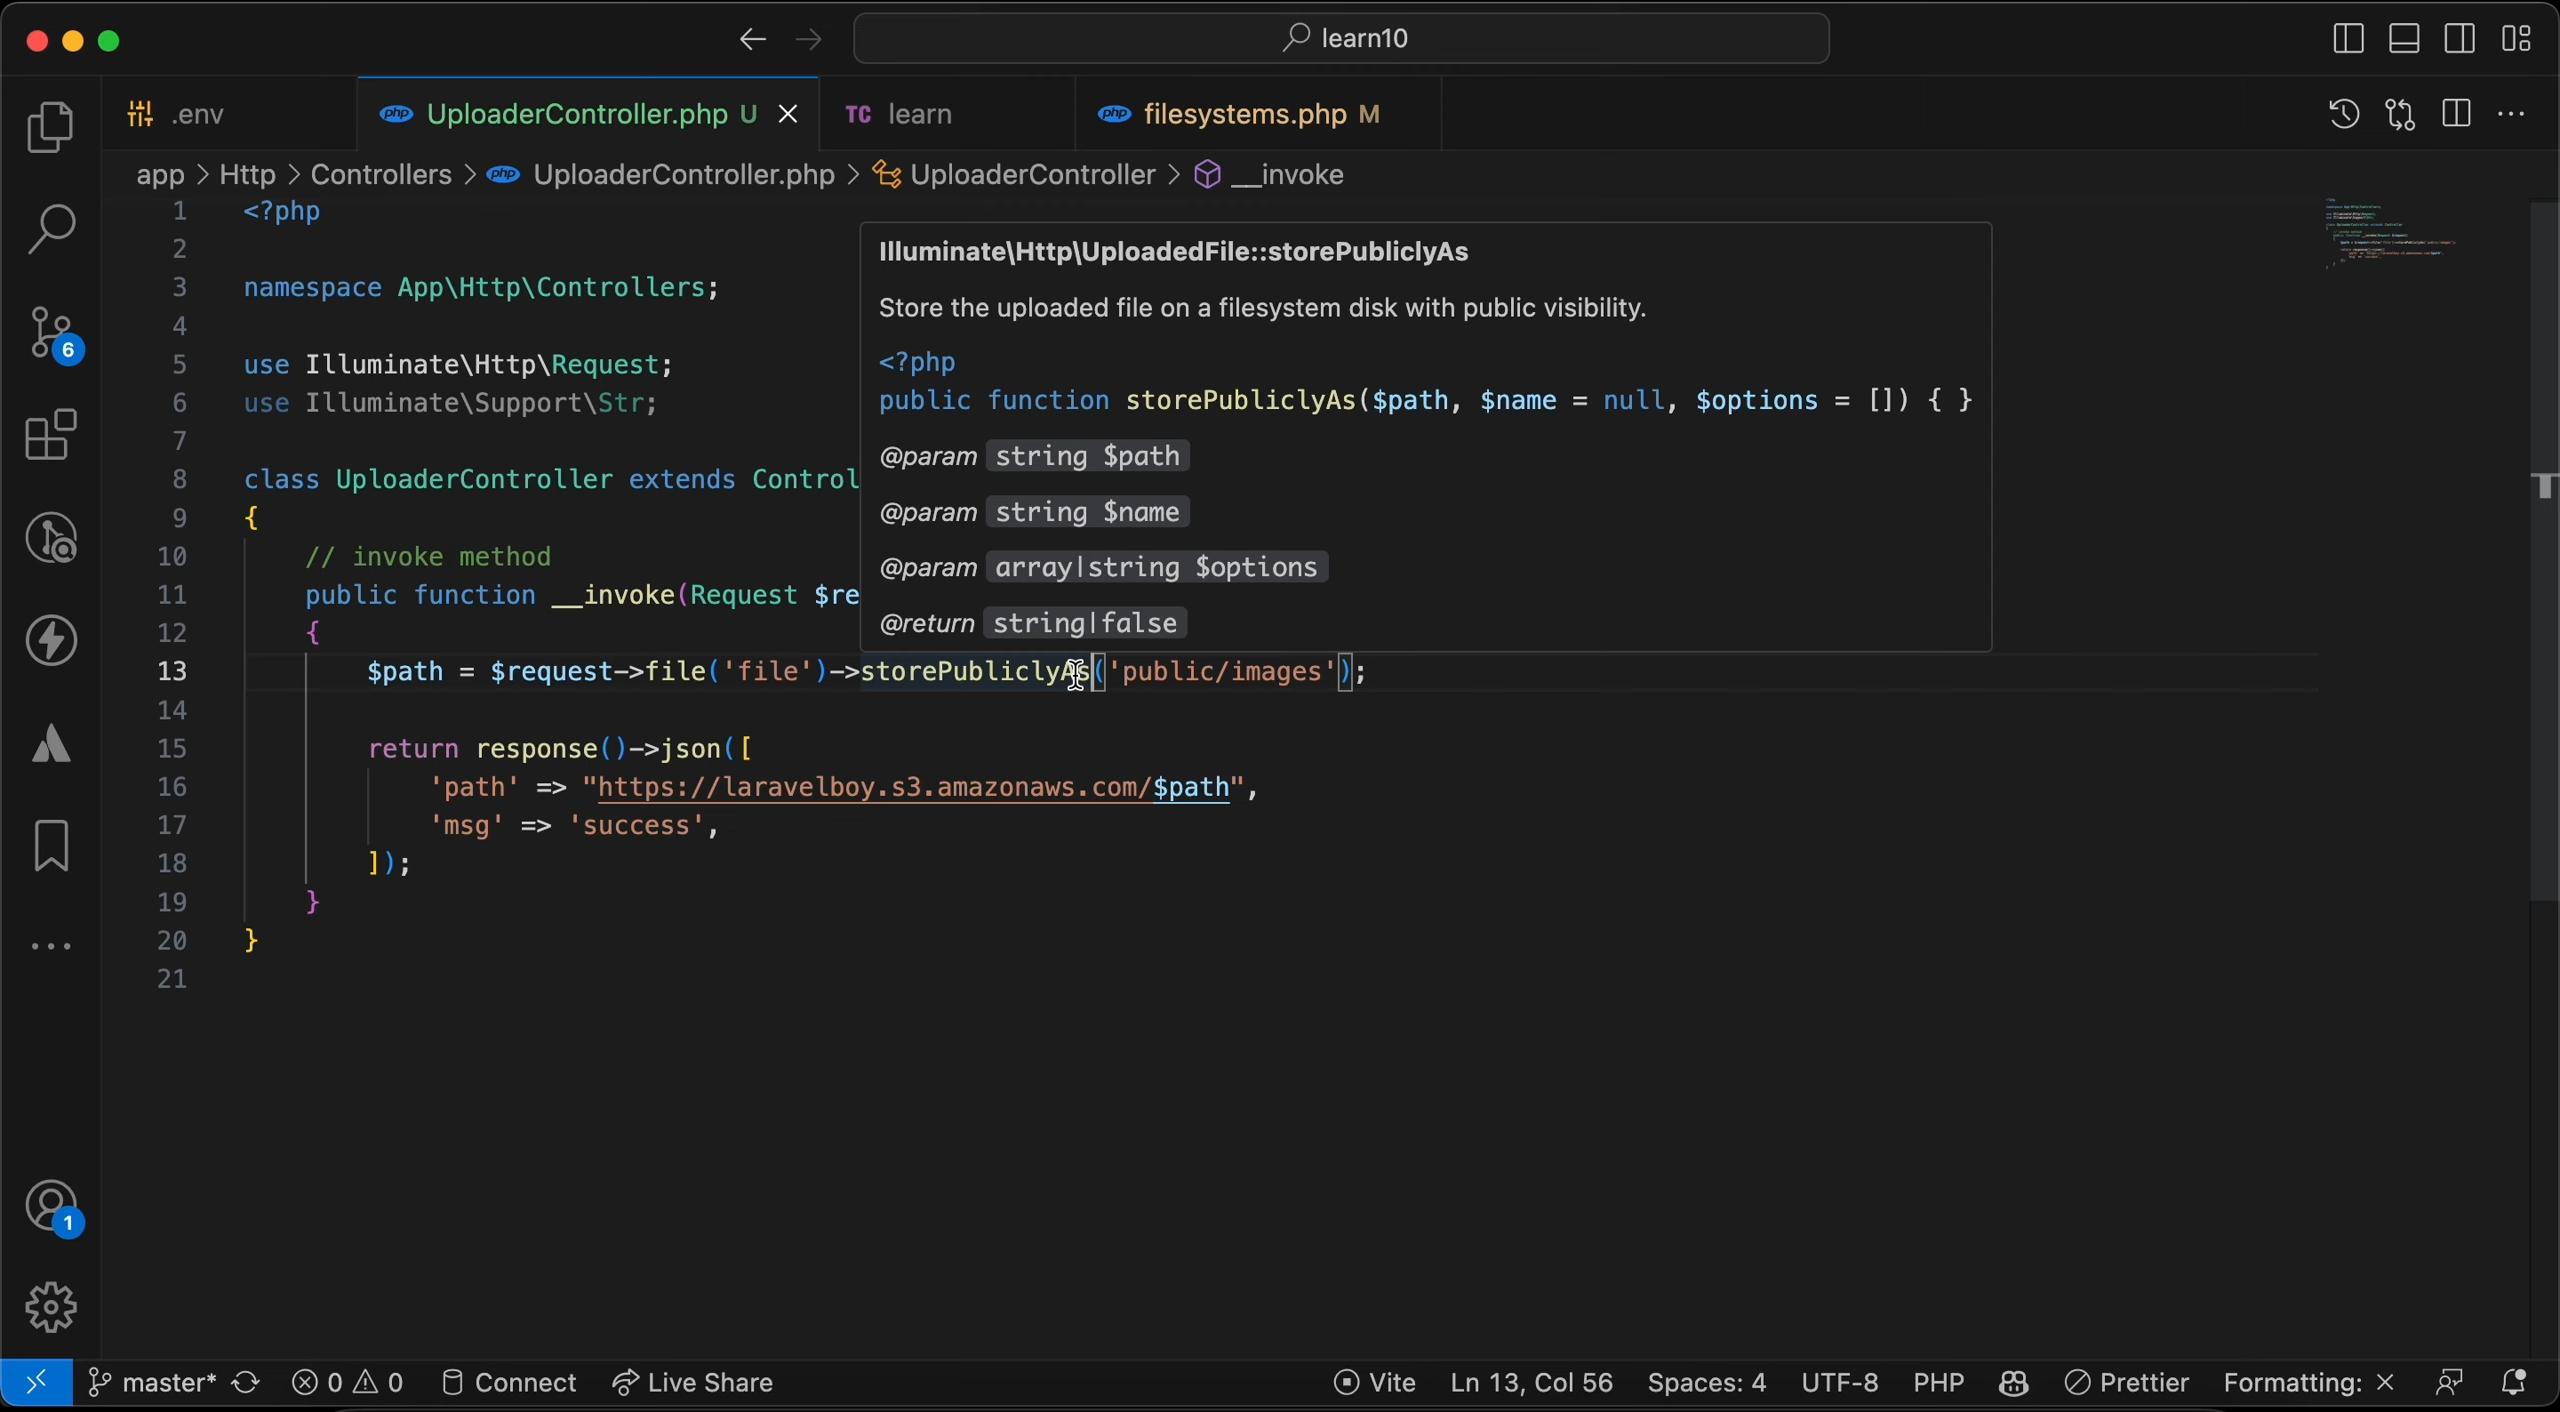 learn10
.env
UploaderController.php U
TC learn
php filesystems.php M
app > Http > Controllers > php UploaderController.php > UploaderController > __invoke
1 <?php
2
3 namespace App\Http\Controllers;
4
5 use Illuminate\Http\Request;
6 use Illuminate\Support\Str;
7
8 class UploaderController extends Control
9 {
10 // invoke method
11 public function __invoke(Request $re
12 {
13 $path = $request->file('file')->storePubliclyAs('public/images');
14
15 return response()->json([
16 'path' => "https://laravelboy.s3.amazonaws.com/$path",
17 'msg' => 'success',
18 ]);
19 }
20 }
21
Illuminate\Http\UploadedFile::storePubliclyAs
Store the uploaded file on a filesystem disk with public visibility.
<?php
public function storePubliclyAs($path, $name = null, $options = []) { }
@param string $path
@param string $name
@param array|string $options
@return string|false
6
1
master* 0 0 Connect Live Share
Vite Ln 13, Col 56 Spaces: 4 UTF-8 PHP Prettier Formatting: ×